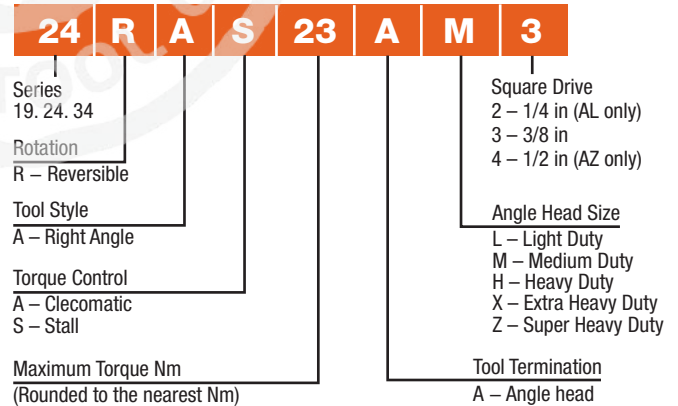 24 R A S 23 A M 3
Series
19. 24. 34
Rotation
R – Reversible
Tool Style
A – Right Angle
Torque Control
A – Clecomatic
S – Stall
Maximum Torque Nm
(Rounded to the nearest Nm)
Square Drive
2 – 1/4 in (AL only)
3 – 3/8 in
4 – 1/2 in (AZ only)
Angle Head Size
L – Light Duty
M – Medium Duty
H – Heavy Duty
X – Extra Heavy Duty
Z – Super Heavy Duty
Tool Termination
A – Angle head
TOOL